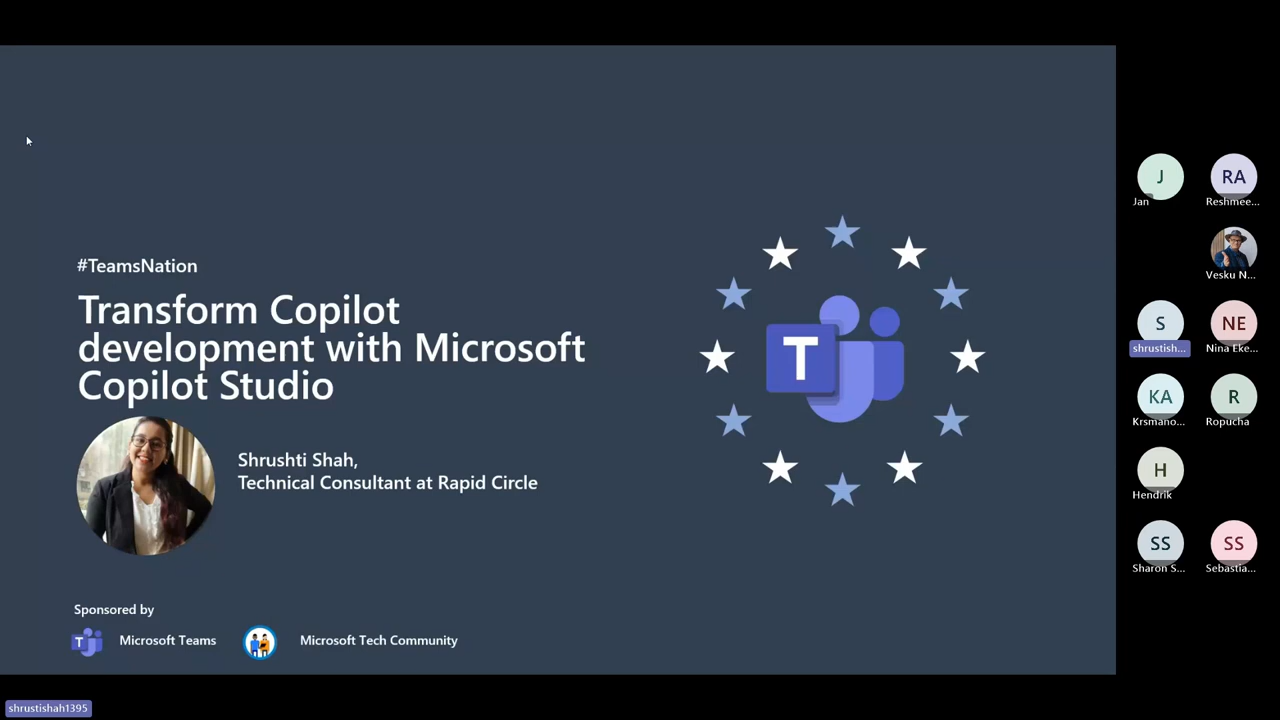 #TeamsNation
Transform Copilot
development with Microsoft
Copilot Studio
Shrushti Shah,
Technical Consultant at Rapid Circle
Sponsored by
T
Microsoft Teams
Microsoft Tech Community
T
J
Jan
RA
Reshmee...
Vesku N...
S
shrustish...
NE
Nina Eke...
KA
Krsmano...
R
Ropucha
H
Hendrik
SS
Sharon S...
SS
Sebastia...
shrustishah1395